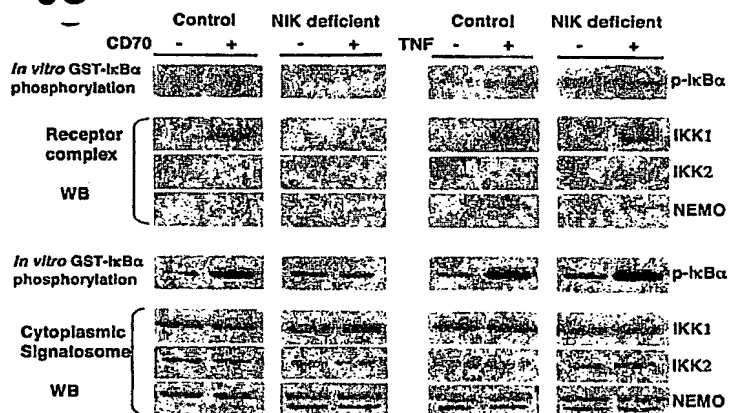 Control NIK deficient Control NIK deficient
CD70 - + - + TNF - + - +
In vitro GST-IκBα phosphorylation p-IκBα
Receptor complex IKK1
IKK2
WB
NEMO
In vitro GST-IκBα phosphorylation p-IκBα
Cytoplasmic Signalosome IKK1
IKK2
WB
NEMO